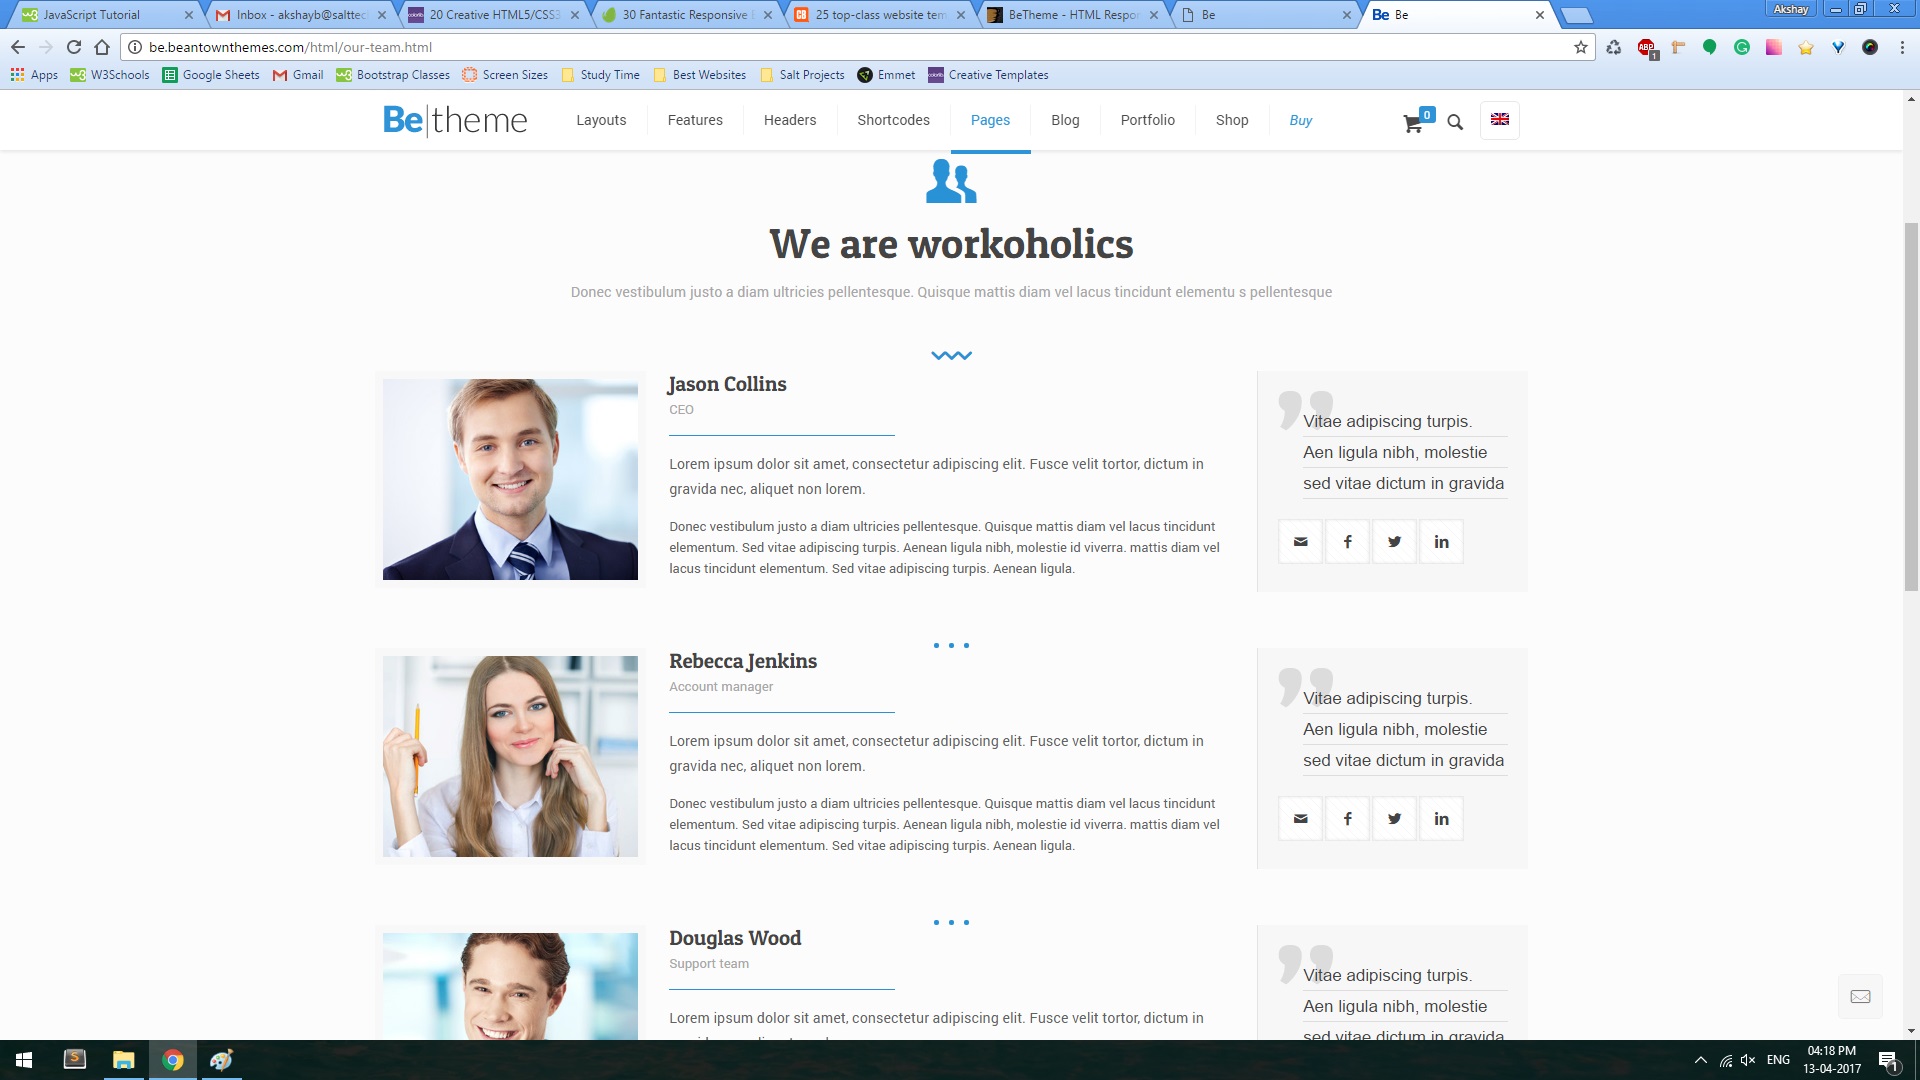 JavaScript Tutorial
Inbox - akshayb@salttec
20 Creative HTML5/CSS3
30 Fantastic Responsive
25 top-class website tem
BeTheme - HTML Respor
Be
Be Be
Akshay
be.beantownthemes.com/html/our-team.html
ABP
1
Apps
W3Schools
Google Sheets
Gmail
Bootstrap Classes
Screen Sizes
Study Time
Best Websites
Salt Projects
Emmet
Creative Templates
Be|theme
Layouts
Features
Headers
Shortcodes
Pages
Blog
Portfolio
Shop
Buy
0
We are workoholics
Donec vestibulum justo a diam ultricies pellentesque. Quisque mattis diam vel lacus tincidunt elementu s pellentesque
Jason Collins
CEO
Lorem ipsum dolor sit amet, consectetur adipiscing elit. Fusce velit tortor, dictum in
gravida nec, aliquet non lorem.
Donec vestibulum justo a diam ultricies pellentesque. Quisque mattis diam vel lacus tincidunt
elementum. Sed vitae adipiscing turpis. Aenean ligula nibh, molestie id viverra. mattis diam vel
lacus tincidunt elementum. Sed vitae adipiscing turpis. Aenean ligula.
Vitae adipiscing turpis.
Aen ligula nibh, molestie
sed vitae dictum in gravida
Rebecca Jenkins
Account manager
Lorem ipsum dolor sit amet, consectetur adipiscing elit. Fusce velit tortor, dictum in
gravida nec, aliquet non lorem.
Donec vestibulum justo a diam ultricies pellentesque. Quisque mattis diam vel lacus tincidunt
elementum. Sed vitae adipiscing turpis. Aenean ligula nibh, molestie id viverra. mattis diam vel
lacus tincidunt elementum. Sed vitae adipiscing turpis. Aenean ligula.
Vitae adipiscing turpis.
Aen ligula nibh, molestie
sed vitae dictum in gravida
Douglas Wood
Support team
Lorem ipsum dolor sit amet, consectetur adipiscing elit. Fusce velit tortor, dictum in
Vitae adipiscing turpis.
Aen ligula nibh, molestie
sed vitae dictum in gravida
ENG
04:18 PM
13-04-2017
1